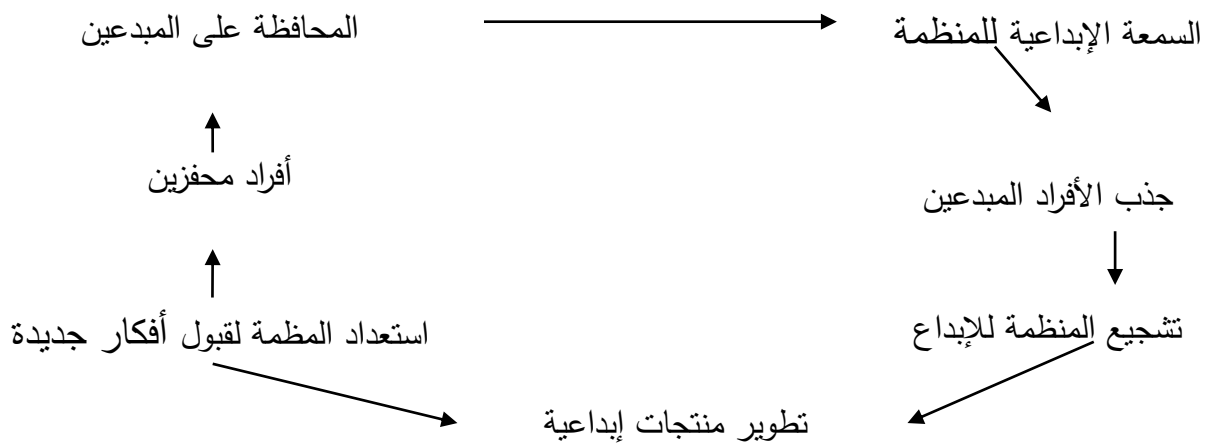 السمعة الإبداعية للمنظمة
المحافظة على المبدعين
أفراد محفزين
جذب الأفراد المبدعين
تشجيع المنظمة للإبداع
استعداد المظمة لقبول أفكار جديدة
تطوير منتجات إبداعية